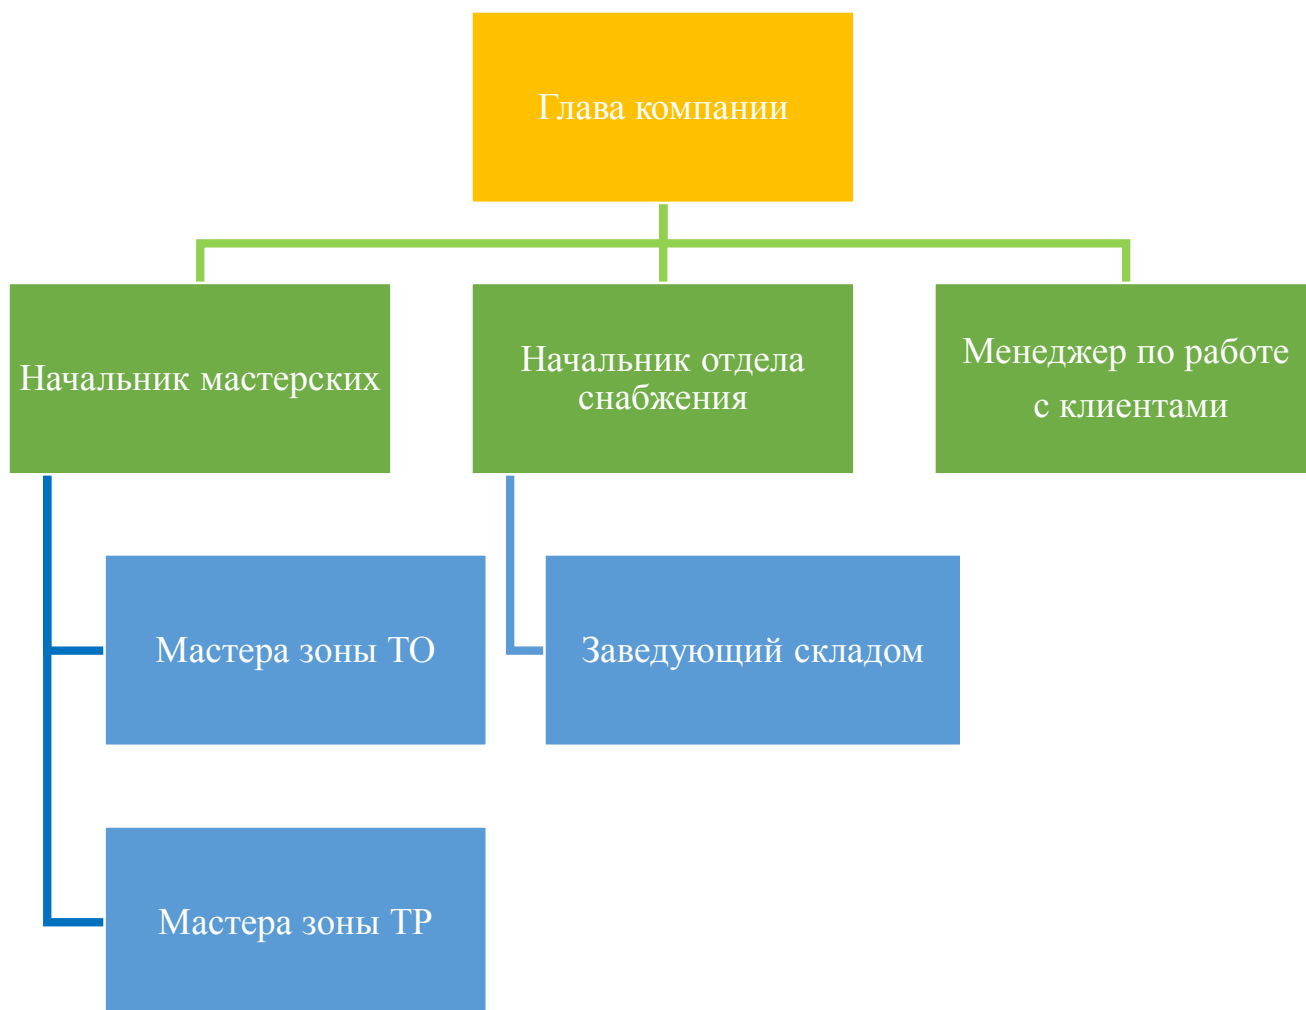 Глава компании
Начальник мастерских
Начальник отдела
снабжения
Менеджер по работе
с клиентами
Мастера зоны ТО
Заведующий складом
Мастера зоны ТР